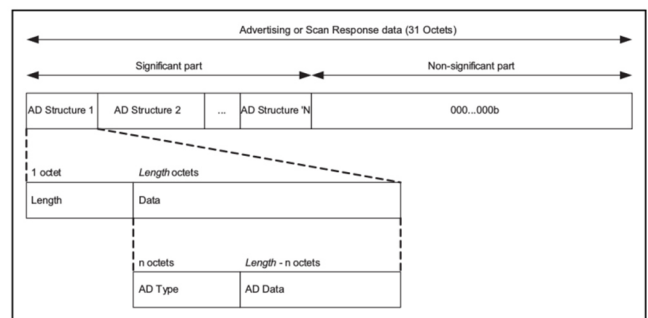 Advertising or Scan Response data (31 Octets)
Significant part
Non-significant part
AD Structure 1
AD Structure 2
...
AD Structure 'N
000...000b
1 octet
Length octets
Length
Data
n octets
Length - n octets
AD Type
AD Data